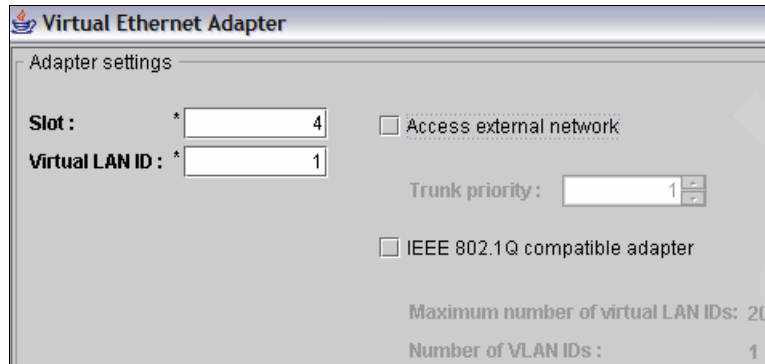 Virtual Ethernet Adapter
Adapter settings
Slot : * 4
Access external network
Virtual LAN ID : * 1
Trunk priority : 1
IEEE 802.1Q compatible adapter
Maximum number of virtual LAN IDs: 20
Number of VLAN IDs : 1